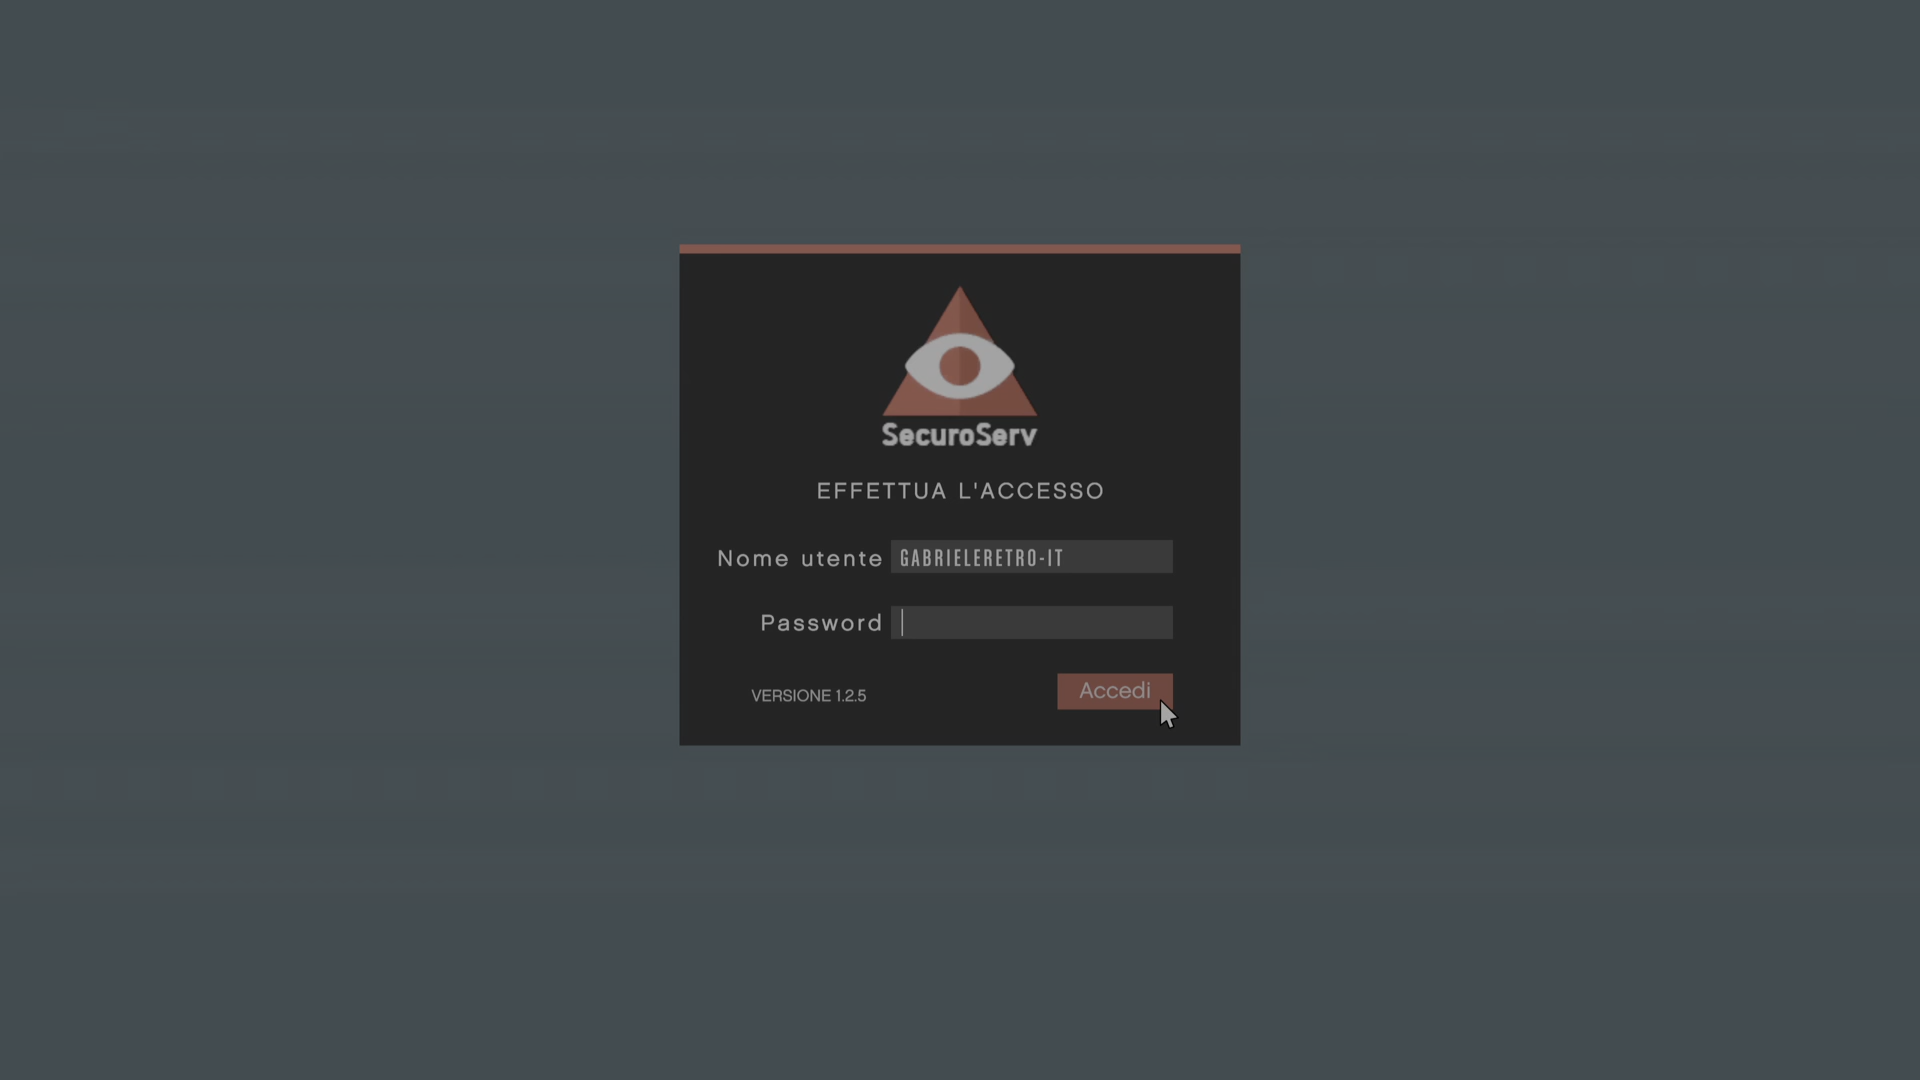 SecuroServ
EFFETTUA L'ACCESSO
Nome utente GABRIELERETRO-IT
Password
VERSIONE 1.2.5 Accedi